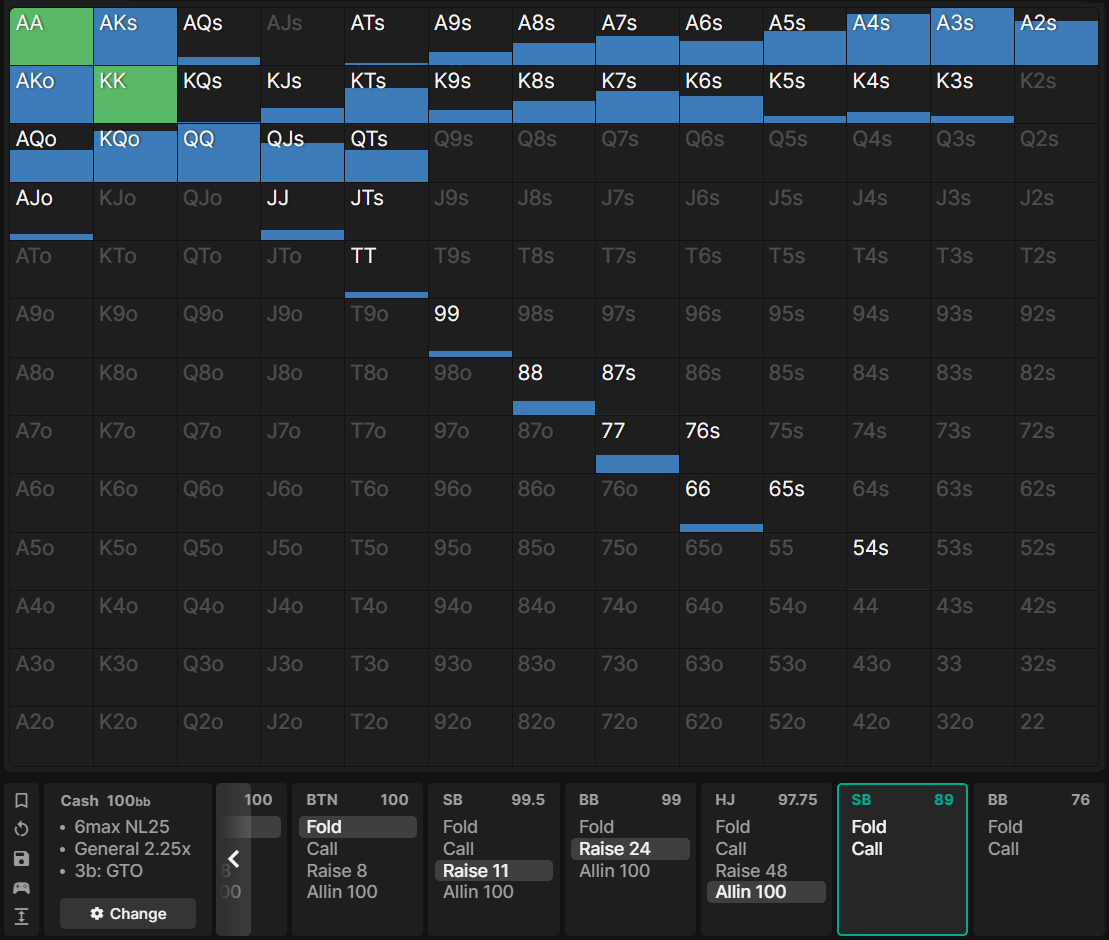 AA AKs AQs AJs ATs A9s A8s A7s A6s A5s A4s A3s A2s
AKo KK KQs KJs KTs K9s K8s K7s K6s K5s K4s K3s K2s
AQo KQo QQ QJs QTs Q9s Q8s Q7s Q6s Q5s Q4s Q3s Q2s
AJo KJo QJo JJ JTs J9s J8s J7s J6s J5s J4s J3s J2s
ATo KTo QTo JTo TT T9s T8s T7s T6s T5s T4s T3s T2s
A9o K9o Q9o J9o T9o 99 98s 97s 96s 95s 94s 93s 92s
A8o K8o Q8o J8o T8o 98o 88 87s 86s 85s 84s 83s 82s
A7o K7o Q7o J7o T7o 97o 87o 77 76s 75s 74s 73s 72s
A6o K6o Q6o J6o T6o 96o 86o 76o 66 65s 64s 63s 62s
A5o K5o Q5o J5o T5o 95o 85o 75o 65o 55 54s 53s 52s
A4o K4o Q4o J4o T4o 94o 84o 74o 64o 54o 44 43s 42s
A3o K3o Q3o J3o T3o 93o 83o 73o 63o 53o 43o 33 32s
A2o K2o Q2o J2o T2o 92o 82o 72o 62o 52o 42o 32o 22
Cash 100bb
• 6max NL25
• General 2.25x
• 3b: GTO
Change
100
8
00
BTN 100
Fold
Call
Raise 8
Allin 100
SB 99.5
Fold
Call
Raise 11
Allin 100
BB 99
Fold
Raise 24
Allin 100
HJ 97.75
Fold
Call
Raise 48
Allin 100
SB 89
Fold
Call
BB 76
Fold
Call